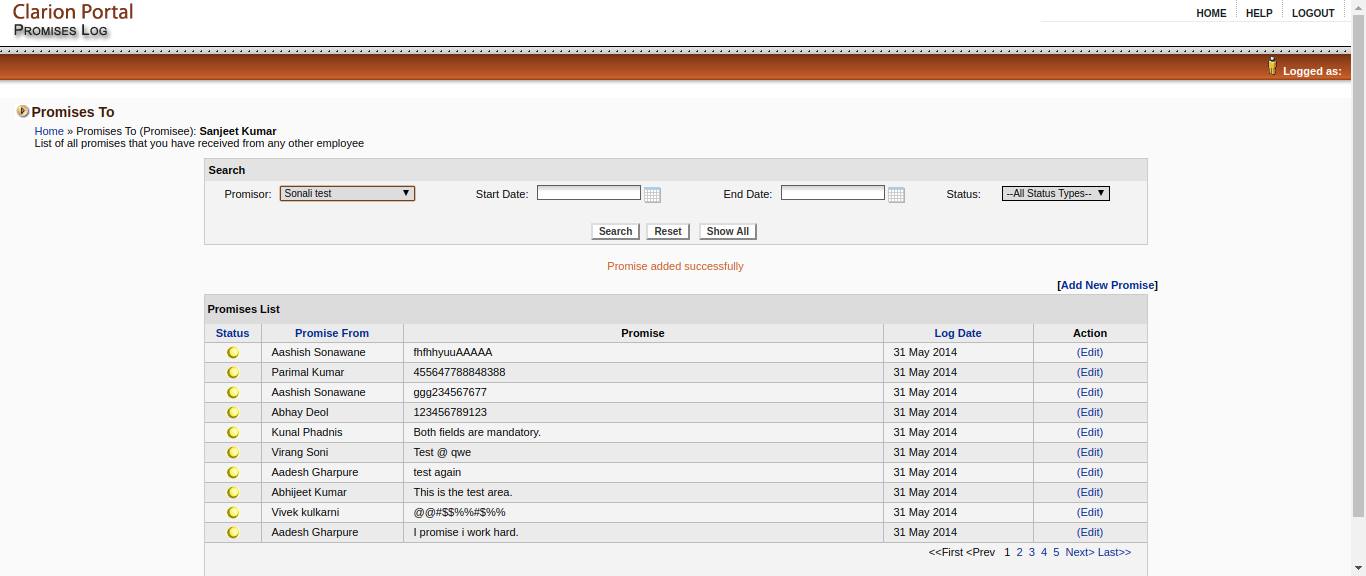 Clarion Portal
PROMISES LOG
HOME HELP LOGOUT
Logged as:
Promises To
Home » Promises To (Promisee): Sanjeet Kumar
List of all promises that you have received from any other employee
Search
Promisor: Sonali test Start Date: End Date: Status: --All Status Types--
Search Reset Show All
Promise added successfully
[Add New Promise]
Promises List
Status Promise From Promise Log Date Action
Aashish Sonawane fhfhhyuuAAAAA 31 May 2014 (Edit)
Parimal Kumar 455647788848388 31 May 2014 (Edit)
Aashish Sonawane ggg234567677 31 May 2014 (Edit)
Abhay Deol 123456789123 31 May 2014 (Edit)
Kunal Phadnis Both fields are mandatory. 31 May 2014 (Edit)
Virang Soni Test @ qwe 31 May 2014 (Edit)
Aadesh Gharpure test again 31 May 2014 (Edit)
Abhijeet Kumar This is the test area. 31 May 2014 (Edit)
Vivek kulkarni @@#$$%%#$%% 31 May 2014 (Edit)
Aadesh Gharpure I promise i work hard. 31 May 2014 (Edit)
<<First <Prev 1 2 3 4 5 Next> Last>>